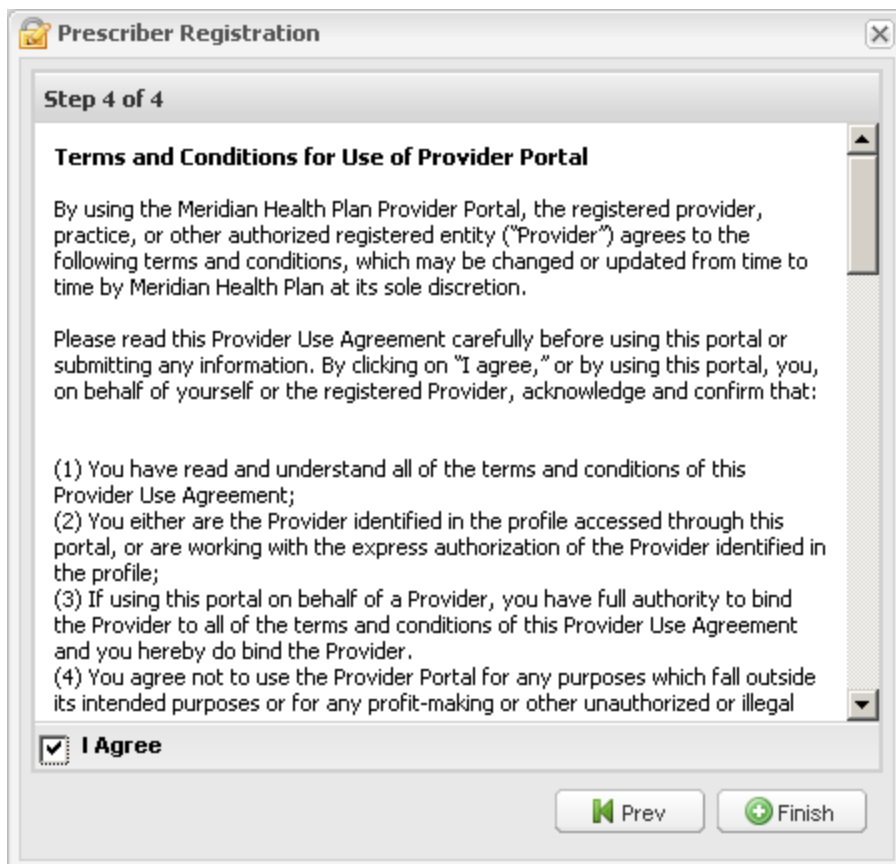 Prescriber Registration
Step 4 of 4
Terms and Conditions for Use of Provider Portal
By using the Meridian Health Plan Provider Portal, the registered provider,
practice, or other authorized registered entity ("Provider") agrees to the
following terms and conditions, which may be changed or updated from time to
time by Meridian Health Plan at its sole discretion.
Please read this Provider Use Agreement carefully before using this portal or
submitting any information. By clicking on "I agree," or by using this portal, you,
on behalf of yourself or the registered Provider, acknowledge and confirm that:
(1) You have read and understand all of the terms and conditions of this
Provider Use Agreement;
(2) You either are the Provider identified in the profile accessed through this
portal, or are working with the express authorization of the Provider identified in
the profile;
(3) If using this portal on behalf of a Provider, you have full authority to bind
the Provider to all of the terms and conditions of this Provider Use Agreement
and you hereby do bind the Provider.
(4) You agree not to use the Provider Portal for any purposes which fall outside
its intended purposes or for any profit-making or other unauthorized or illegal
I Agree
Prev
Finish